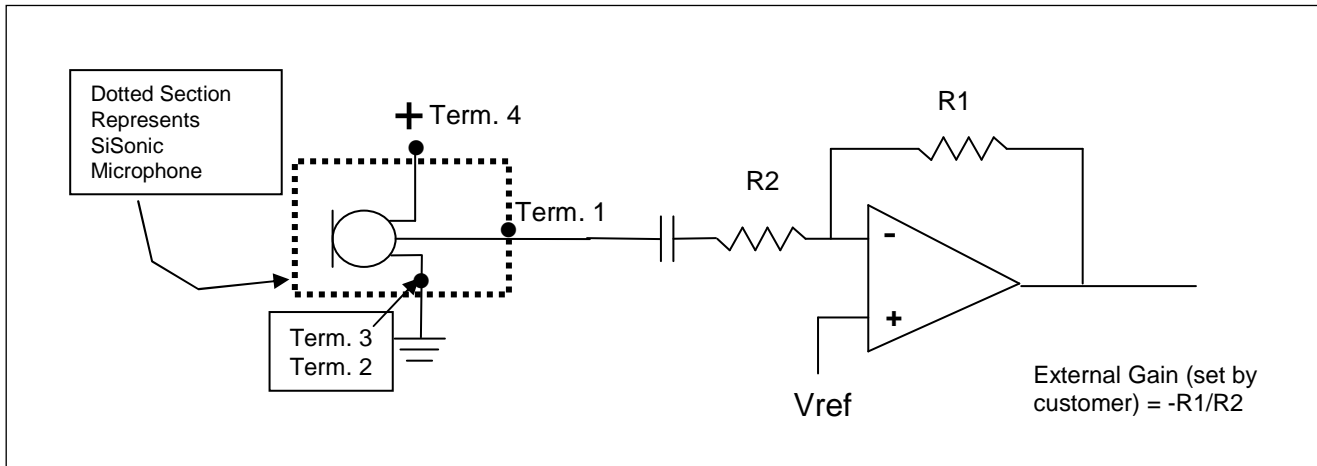 Dotted Section
Represents
SiSonic
Microphone
+ Term. 4
Term. 1
Term. 3
Term. 2
R2
R1
-
+
Vref
External Gain (set by
customer) = -R1/R2